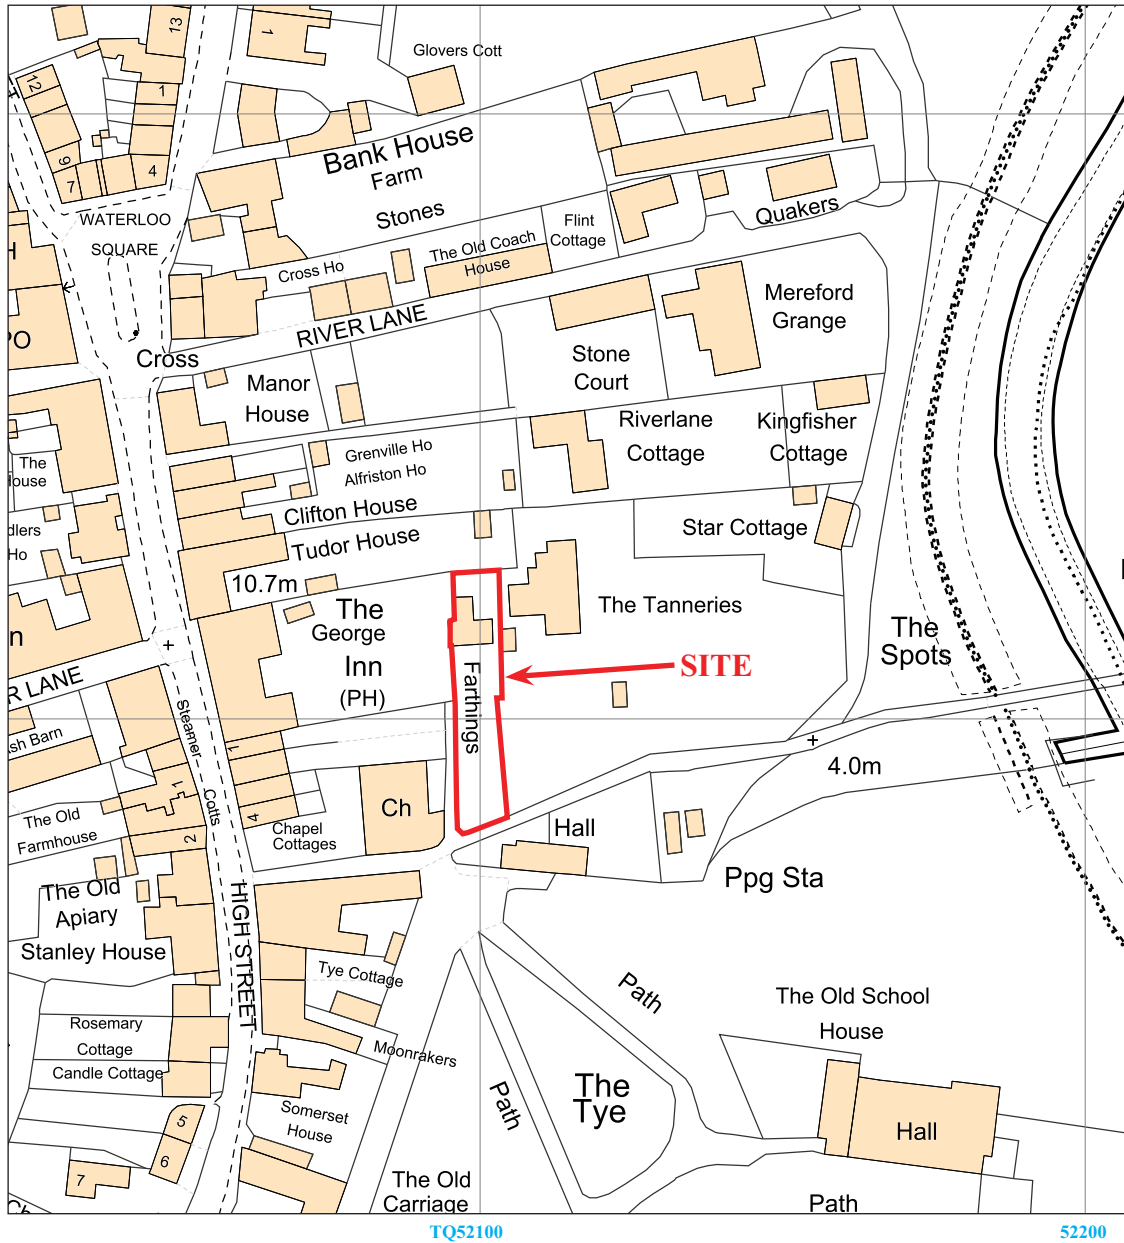 13
1
Glovers Cott
12
1
9
7
4
Bank House
Farm
WATERLOO
SQUARE
Stones
Flint
Cottage
Quakers
The Old Coach
House
Cross Ho
H
PO
RIVER LANE
Mereford
Grange
Cross
Stone
Court
Manor
House
Riverlane
Cottage
Kingfisher
Cottage
Grenville Ho
Alfriston Ho
The
House
Clifton House
Star Cottage
dlers
Ho
Tudor House
10.7m
The
George
Inn
(PH)
The Tanneries
The
Spots
n
SITE
Farthings
R LANE
Steamer
Cotts
sh Barn
1
1
4.0m
The Old
Farmhouse
2
4
Ch
Chapel
Cottages
Hall
Ppg Sta
The Old
Apiary
Stanley House
HIGH STREET
Tye Cottage
Path
The Old School
House
Rosemary
Cottage
Candle Cottage
Moonrakers
Path
The
Tye
Somerset
House
5
6
7
Hall
The Old
Carriage
Path
Ch
TQ52100
52200